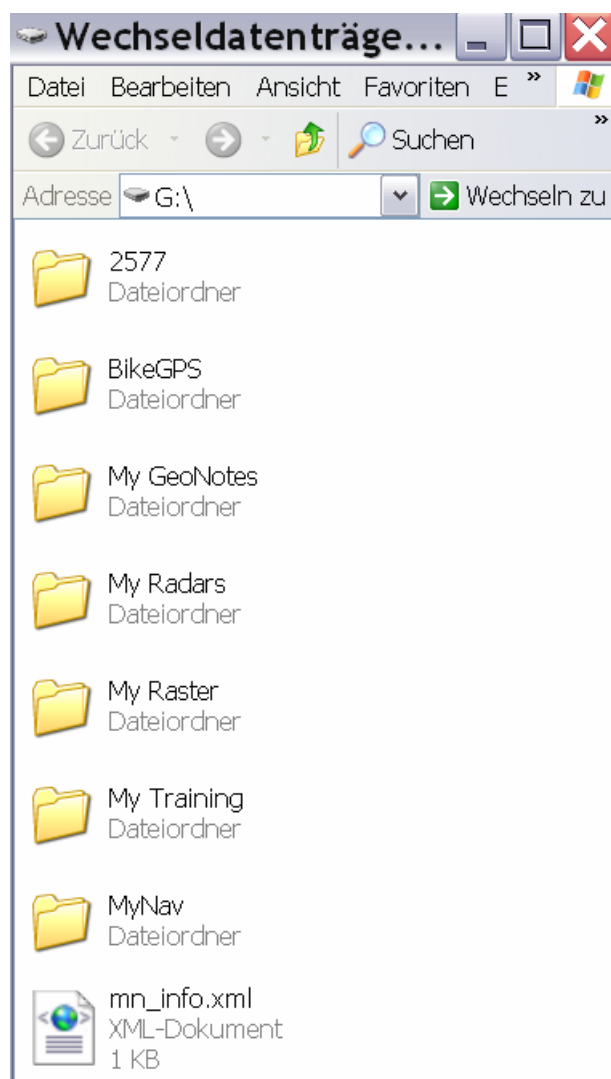 Wechseldatenträge...
Datei Bearbeiten Ansicht Favoriten E »
Zurück Suchen »
Adresse G:\ Wechseln zu
2577
Dateiordner
BikeGPS
Dateiordner
My GeoNotes
Dateiordner
My Radars
Dateiordner
My Raster
Dateiordner
My Training
Dateiordner
MyNav
Dateiordner
mn_info.xml
XML-Dokument
1 KB